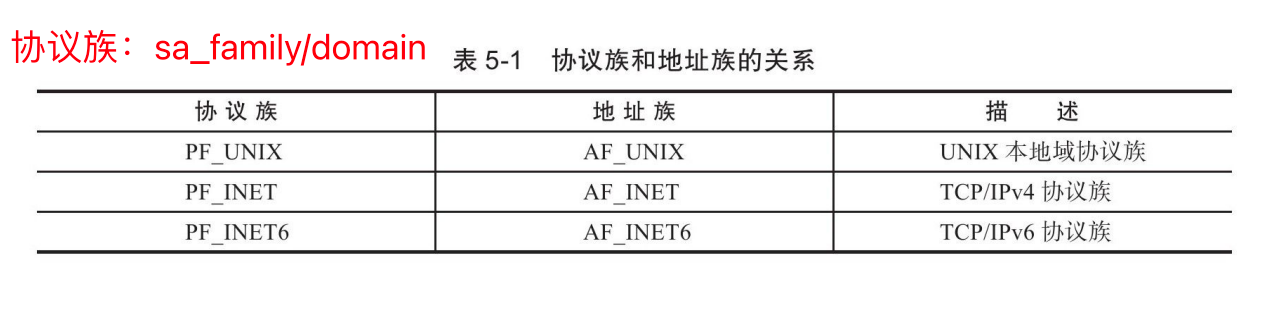 协议族：sa_family/domain
表 5-1 协议族和地址族的关系
协 议 族 地 址 族 描 述
PF_UNIX AF_UNIX UNIX 本地域协议族
PF_INET AF_INET TCP/IPv4 协议族
PF_INET6 AF_INET6 TCP/IPv6 协议族